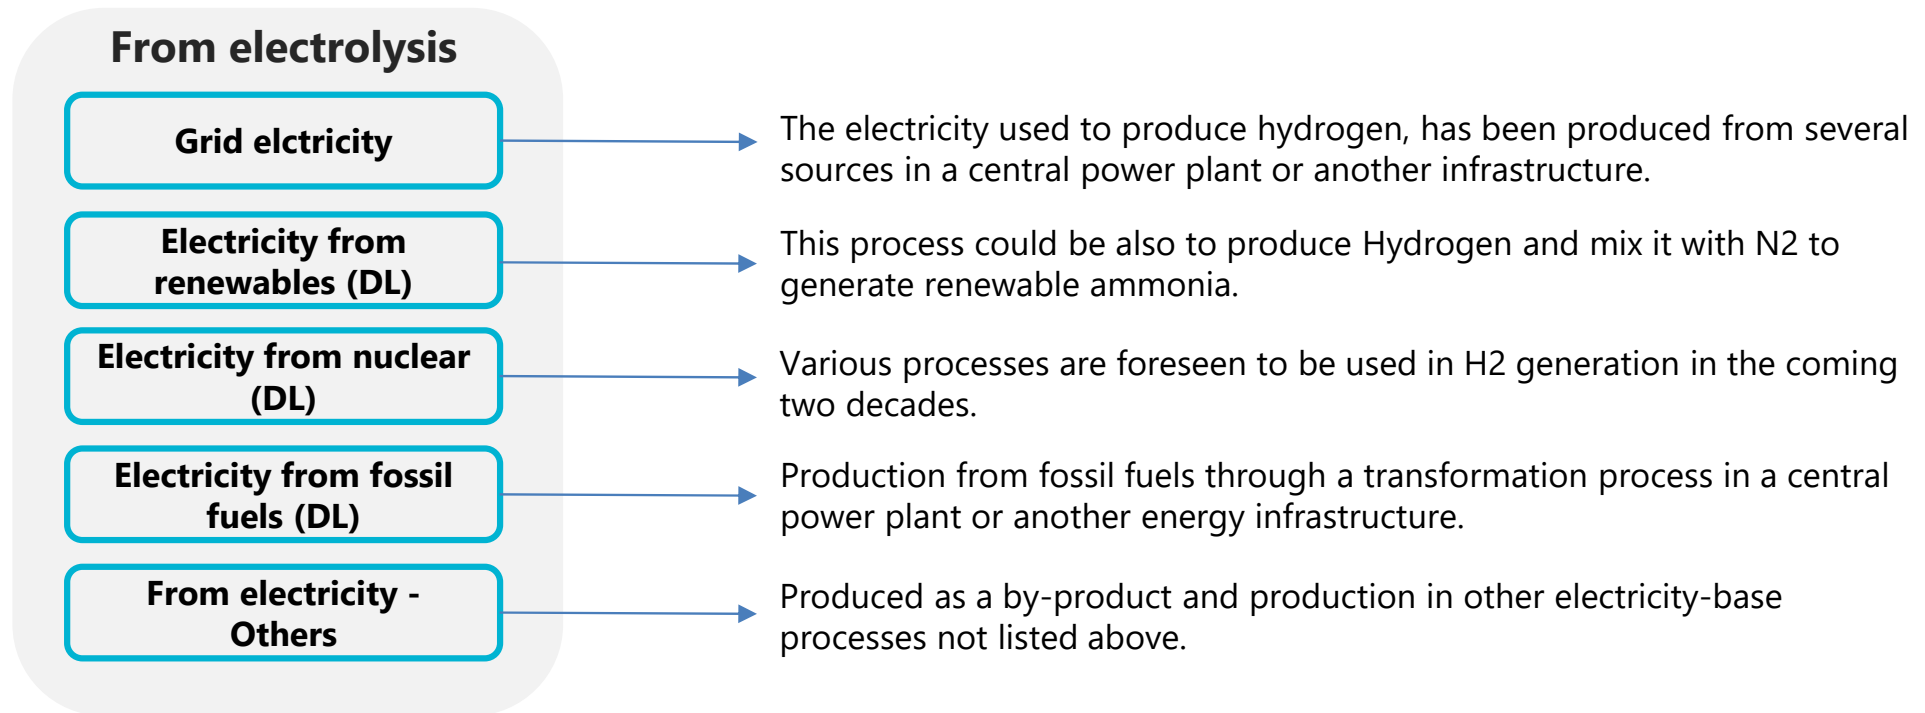 From electrolysis
Grid elctricity
The electricity used to produce hydrogen, has been produced from several
sources in a central power plant or another infrastructure.
Electricity from
renewables (DL)
This process could be also to produce Hydrogen and mix it with N2 to
generate renewable ammonia.
Electricity from nuclear
(DL)
Various processes are foreseen to be used in H2 generation in the coming
two decades.
Electricity from fossil
fuels (DL)
Production from fossil fuels through a transformation process in a central
power plant or another energy infrastructure.
From electricity -
Others
Produced as a by-product and production in other electricity-base
processes not listed above.